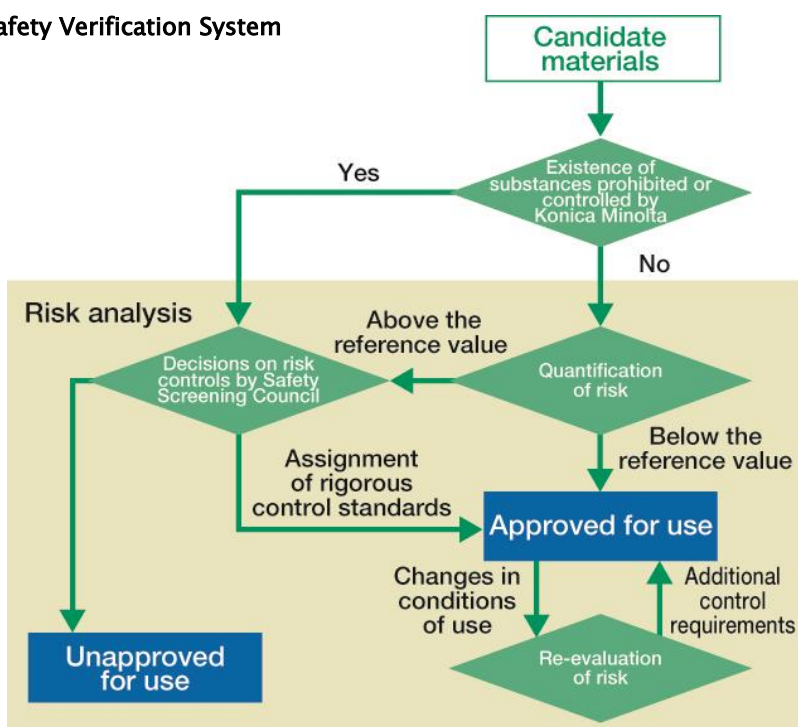 afety Verification System
Candidate
materials
Existence of
substances prohibited or
controlled by
Konica Minolta
Yes
No
Risk analysis
Above the
reference value
Decisions on risk
controls by Safety
Screening Council
Quantification
of risk
Below the
reference value
Assignment
of rigorous
control standards
Approved for use
Changes in
conditions
of use
Additional
control
requirements
Unapproved
for use
Re-evaluation
of risk